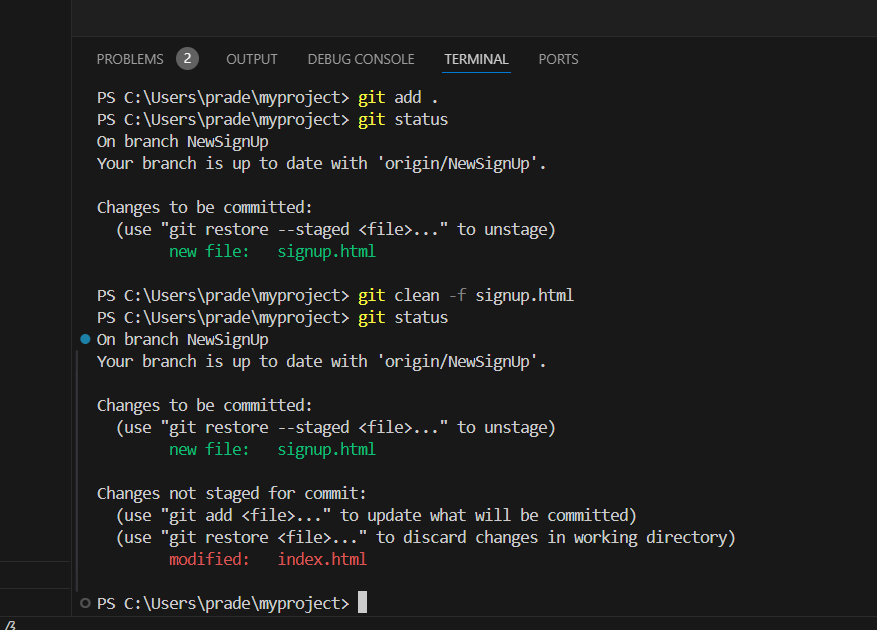 PROBLEMS 2 OUTPUT DEBUG CONSOLE TERMINAL PORTS
PS C:\Users\prade\myproject> git add .
PS C:\Users\prade\myproject> git status
On branch NewSignUp
Your branch is up to date with 'origin/NewSignUp'.
Changes to be committed:
(use "git restore --staged <file>..." to unstage)
new file: signup.html
PS C:\Users\prade\myproject> git clean -f signup.html
PS C:\Users\prade\myproject> git status
On branch NewSignUp
Your branch is up to date with 'origin/NewSignUp'.
Changes to be committed:
(use "git restore --staged <file>..." to unstage)
new file: signup.html
Changes not staged for commit:
(use "git add <file>..." to update what will be committed)
(use "git restore <file>..." to discard changes in working directory)
modified: index.html
PS C:\Users\prade\myproject>